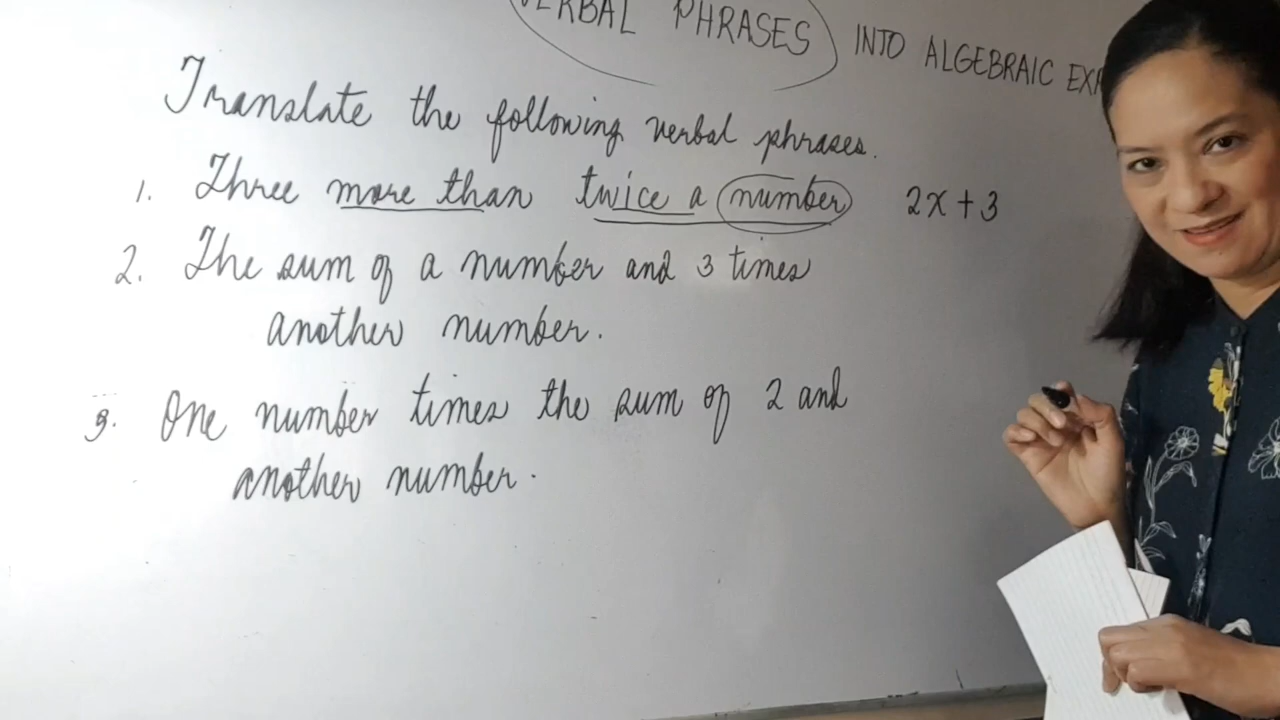 VERBAL PHRASES INTO ALGEBRAIC
Translate the following verbal phrases.
1. Three more than twice a number 2x + 3
2. The sum of a number and 3 times
another number.
3. One number times the sum of 2 and
another number.